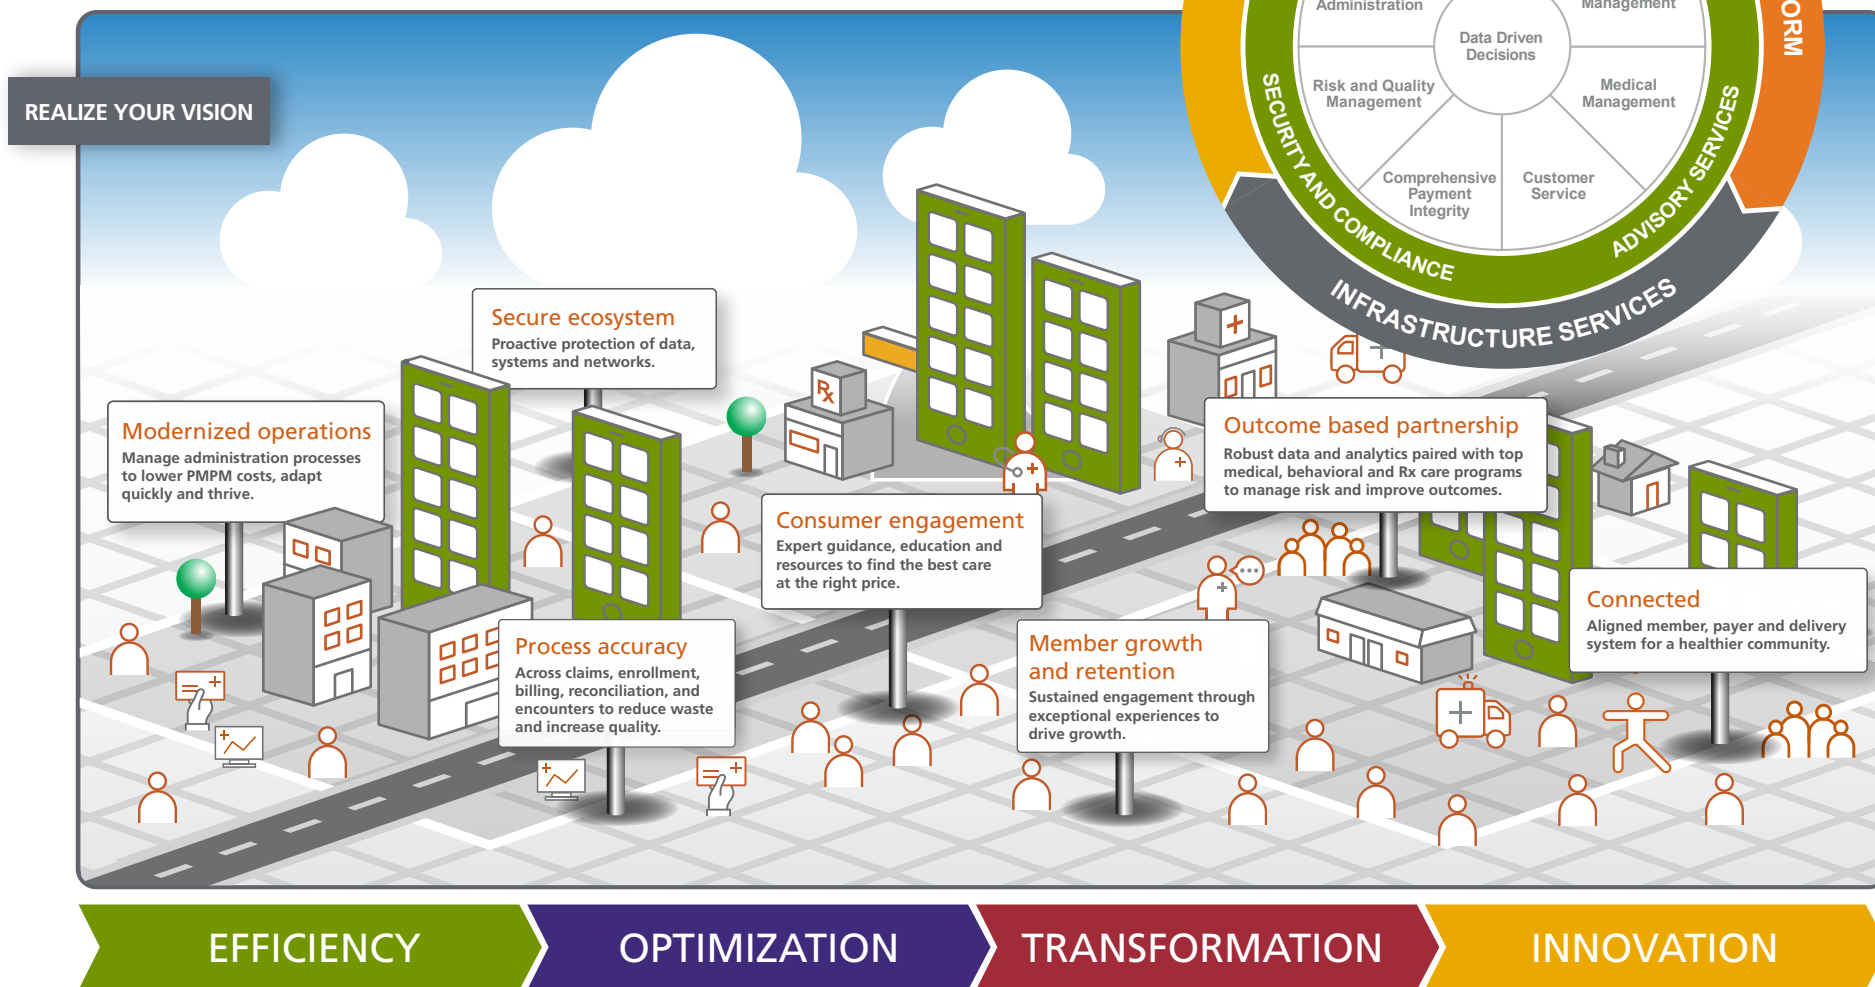 Administration
Management
ORM
Data Driven
Decisions
REALIZE YOUR VISION
Risk and Quality
Management
Medical
Management
Comprehensive
Payment
Integrity
Customer
Service
SECURITY AND COMPLIANCE
ADVISORY SERVICES
INFRASTRUCTURE SERVICES
Secure ecosystem
Proactive protection of data,
systems and networks.
Rx
Modernized operations
Manage administration processes
to lower PMPM costs, adapt
quickly and thrive.
Outcome based partnership
Robust data and analytics paired with top
medical, behavioral and Rx care programs
to manage risk and improve outcomes.
Consumer engagement
Expert guidance, education and
resources to find the best care
at the right price.
Connected
Aligned member, payer and delivery
system for a healthier community.
Process accuracy
Across claims, enrollment,
billing, reconciliation, and
encounters to reduce waste
and increase quality.
Member growth
and retention
Sustained engagement through
exceptional experiences to
drive growth.
EFFICIENCY
OPTIMIZATION
TRANSFORMATION
INNOVATION